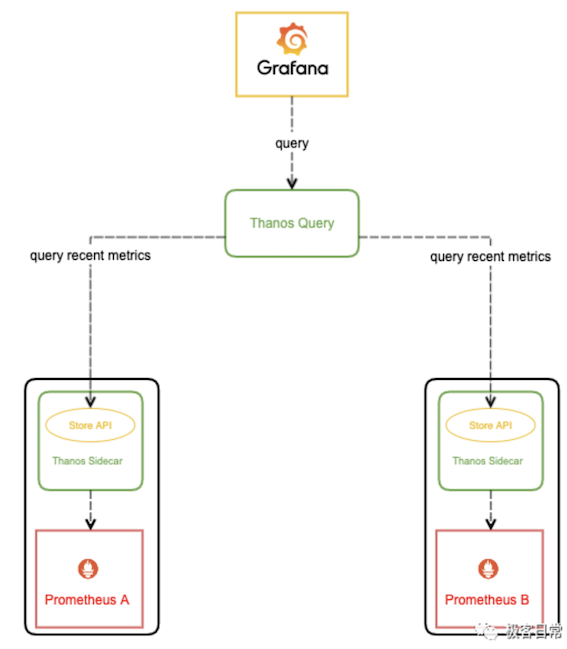 Grafana
query
Thanos Query
query recent metrics
query recent metrics
Store API
Thanos Sidecar
Store API
Thanos Sidecar
Prometheus A
Prometheus B
极客日常